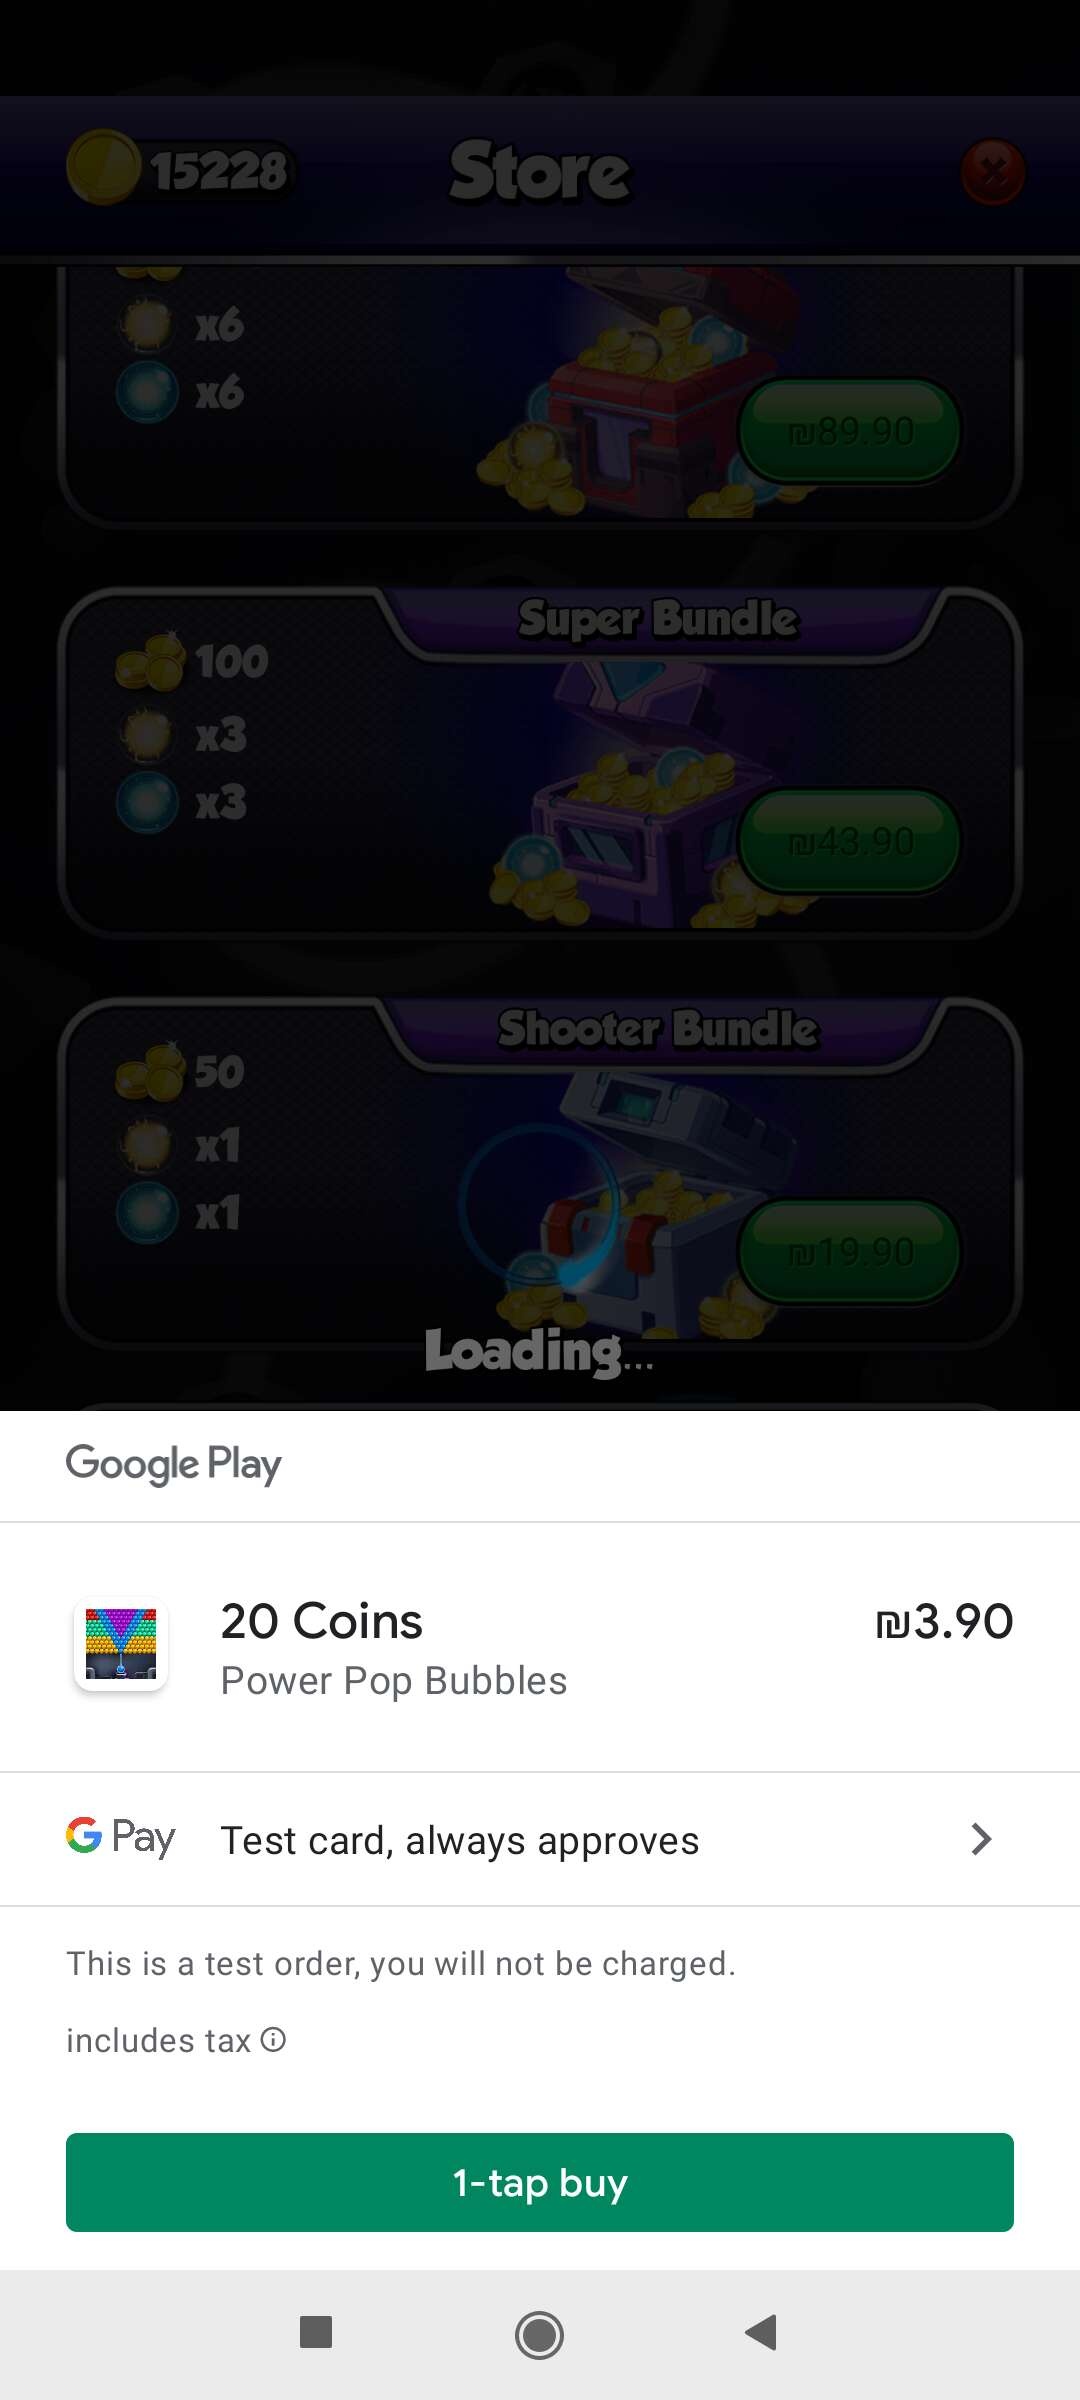 15228
Store
x6
x6
₪89.90
Super Bundle
100
x3
x3
₪43.90
Shooter Bundle
50
x1
x1
₪19.90
Loading...
Google Play
20 Coins
₪3.90
Power Pop Bubbles
G Pay
Test card, always approves
This is a test order, you will not be charged.
includes tax
1-tap buy